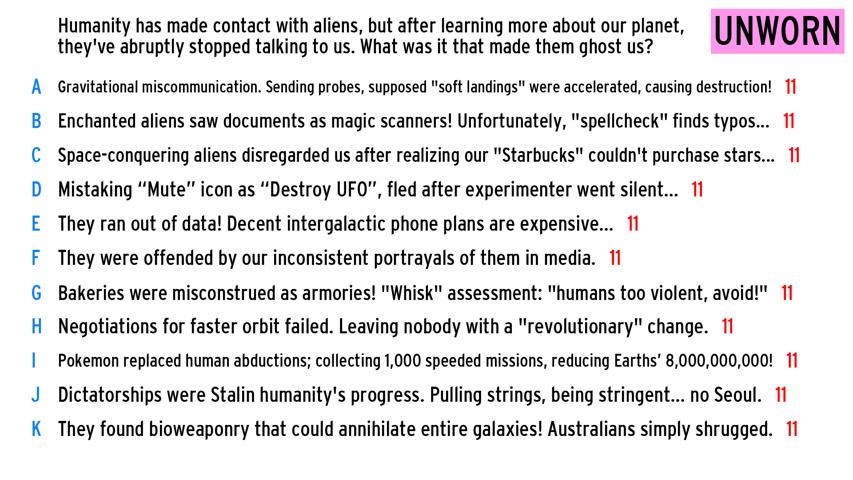 Humanity has made contact with aliens, but after learning more about our planet,
they've abruptly stopped talking to us. What was it that made them ghost us?
UNWORN
A Gravitational miscommunication. Sending probes, supposed "soft landings" were accelerated, causing destruction! 11
B Enchanted aliens saw documents as magic scanners! Unfortunately, "spellcheck" finds typos... 11
C Space-conquering aliens disregarded us after realizing our "Starbucks" couldn't purchase stars... 11
D Mistaking “Mute” icon as “Destroy UFO”, fled after experimenter went silent... 11
E They ran out of data! Decent intergalactic phone plans are expensive... 11
F They were offended by our inconsistent portrayals of them in media. 11
G Bakeries were misconstrued as armories! "Whisk" assessment: "humans too violent, avoid!" 11
H Negotiations for faster orbit failed. Leaving nobody with a "revolutionary" change. 11
I Pokemon replaced human abductions; collecting 1,000 speeded missions, reducing Earths’ 8,000,000,000! 11
J Dictatorships were Stalin humanity's progress. Pulling strings, being stringent... no Seoul. 11
K They found bioweaponry that could annihilate entire galaxies! Australians simply shrugged. 11